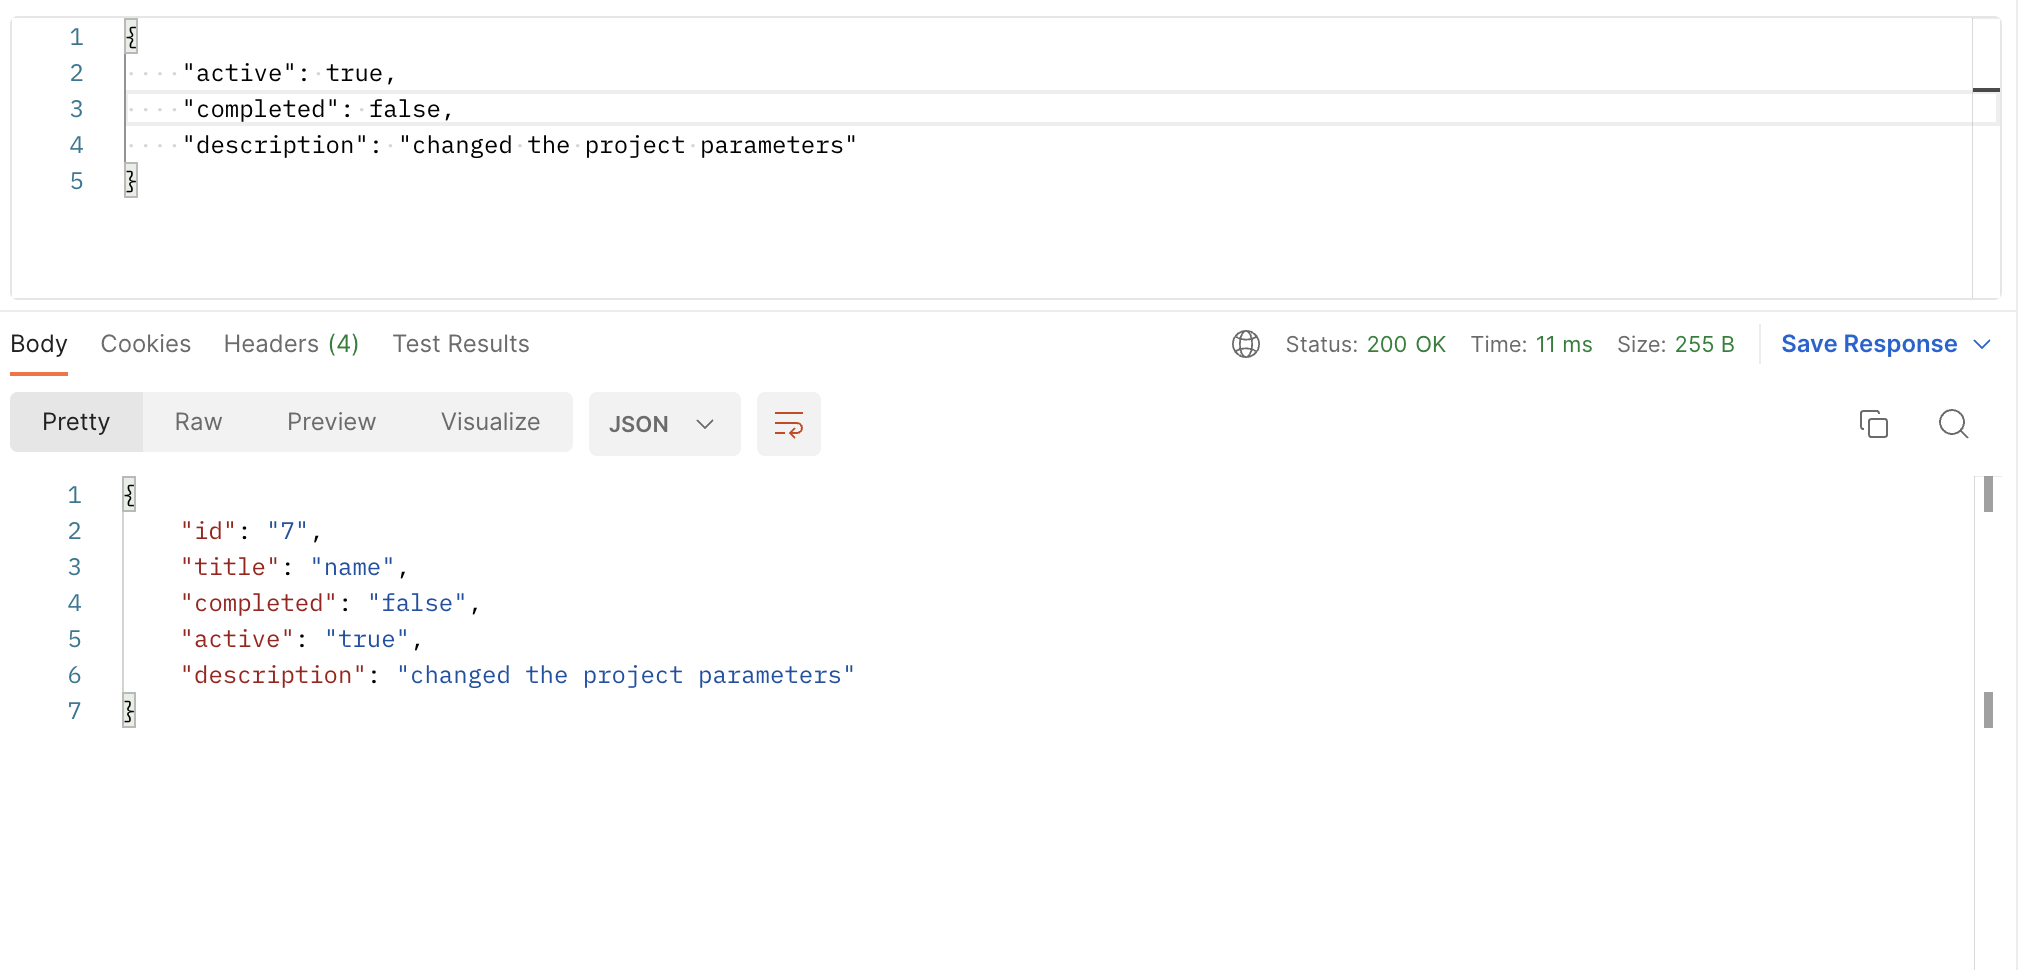 1 {
2 "active": true,
3 "completed": false,
4 "description": "changed the project parameters"
5 }
Body Cookies Headers (4) Test Results Status: 200 OK Time: 11 ms Size: 255 B Save Response
Pretty Raw Preview Visualize JSON
1 {
2 "id": "7",
3 "title": "name",
4 "completed": "false",
5 "active": "true",
6 "description": "changed the project parameters"
7 }